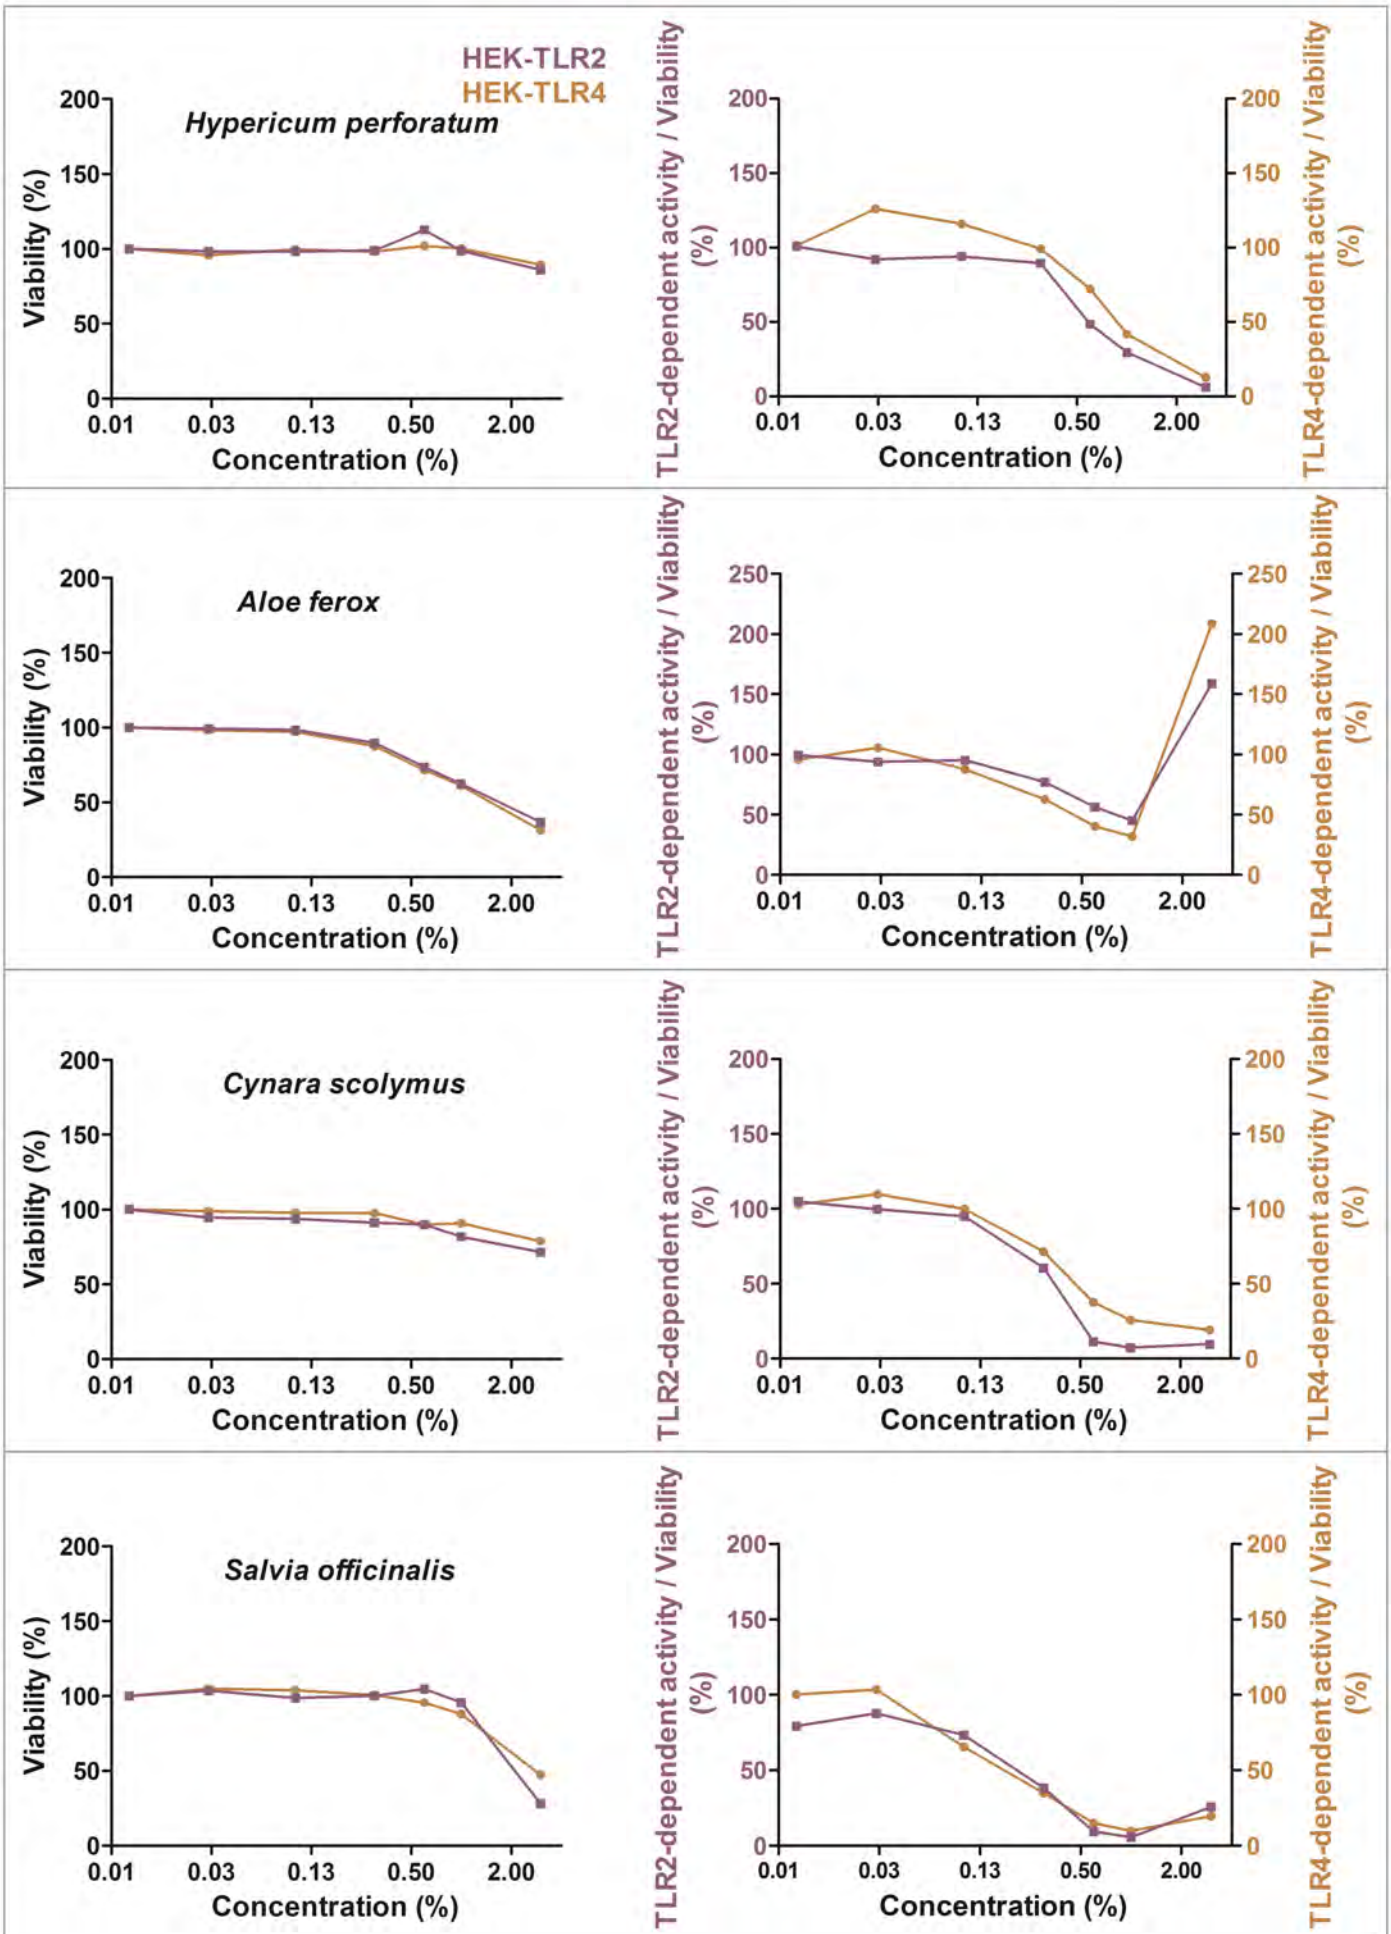 HEK-TLR2
HEK-TLR4
Hypericum perforatum
Viability (%)
200
150
100
50
0
0.01 0.03 0.13 0.50 2.00
Concentration (%)
TLR2-dependent activity / Viability
(%)
200
150
100
50
0
0.01 0.03 0.13 0.50 2.00
Concentration (%)
200
150
100
50
0
TLR4-dependent activity / Viability
(%)
Aloe ferox
Viability (%)
200
150
100
50
0
0.01 0.03 0.13 0.50 2.00
Concentration (%)
TLR2-dependent activity / Viability
(%)
250
200
150
100
50
0
0.01 0.03 0.13 0.50 2.00
Concentration (%)
250
200
150
100
50
0
TLR4-dependent activity / Viability
(%)
Cynara scolymus
Viability (%)
200
150
100
50
0
0.01 0.03 0.13 0.50 2.00
Concentration (%)
TLR2-dependent activity / Viability
(%)
200
150
100
50
0
0.01 0.03 0.13 0.50 2.00
Concentration (%)
200
150
100
50
0
TLR4-dependent activity / Viability
(%)
Salvia officinalis
Viability (%)
200
150
100
50
0
0.01 0.03 0.13 0.50 2.00
Concentration (%)
TLR2-dependent activity / Viability
(%)
200
150
100
50
0
0.01 0.03 0.13 0.50 2.00
Concentration (%)
200
150
100
50
0
TLR4-dependent activity / Viability
(%)